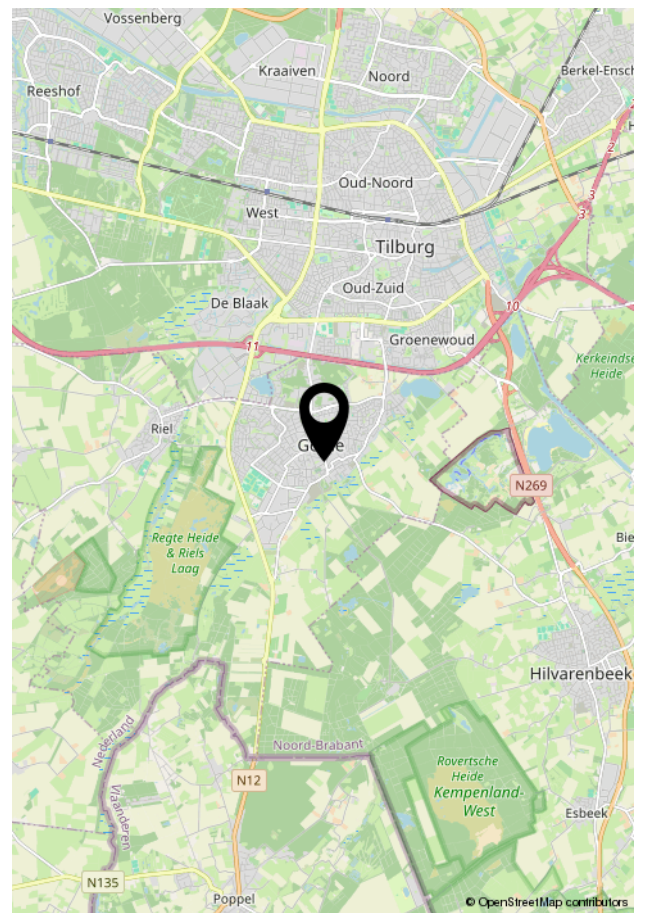 Vossenberg
Kraaiven
Noord
Berkel-Ensch
Reeshof
2
Oud-Noord
3
West
3
Tilburg
Oud-Zuid
De Blaak
10
Groenewoud
11
Kerkeindse
Heide
Riel
N269
Regte Heide
& Riels
Laag
Bie
Hilvarenbeek
Nederland
Vlaanderen
Noord-Brabant
N12
Rovertsche
Heide
Kempenland-
West
Esbeek
N135
Poppel
© OpenStreetMap contributors